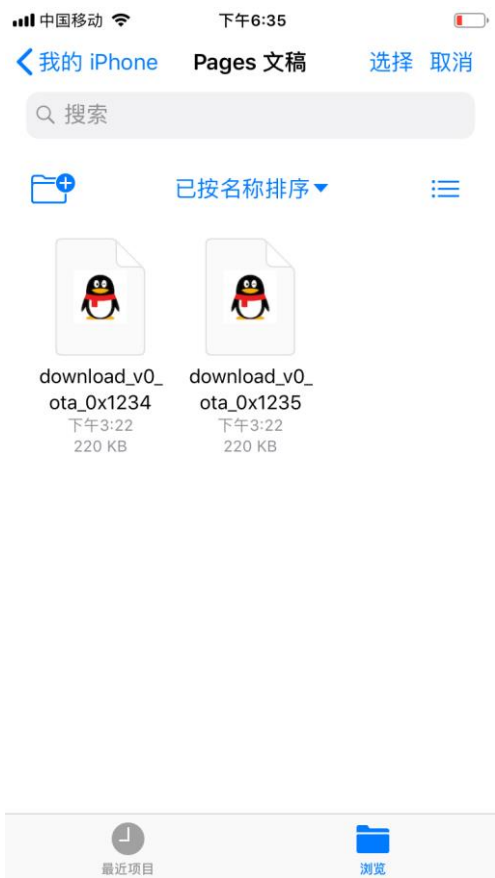 中国移动 下午6:35
我的 iPhone Pages 文稿 选择 取消
搜索
已按名称排序
download_v0_ download_v0_
ota_0x1234 ota_0x1235
下午3:22 下午3:22
220 KB 220 KB
最近项目 浏览